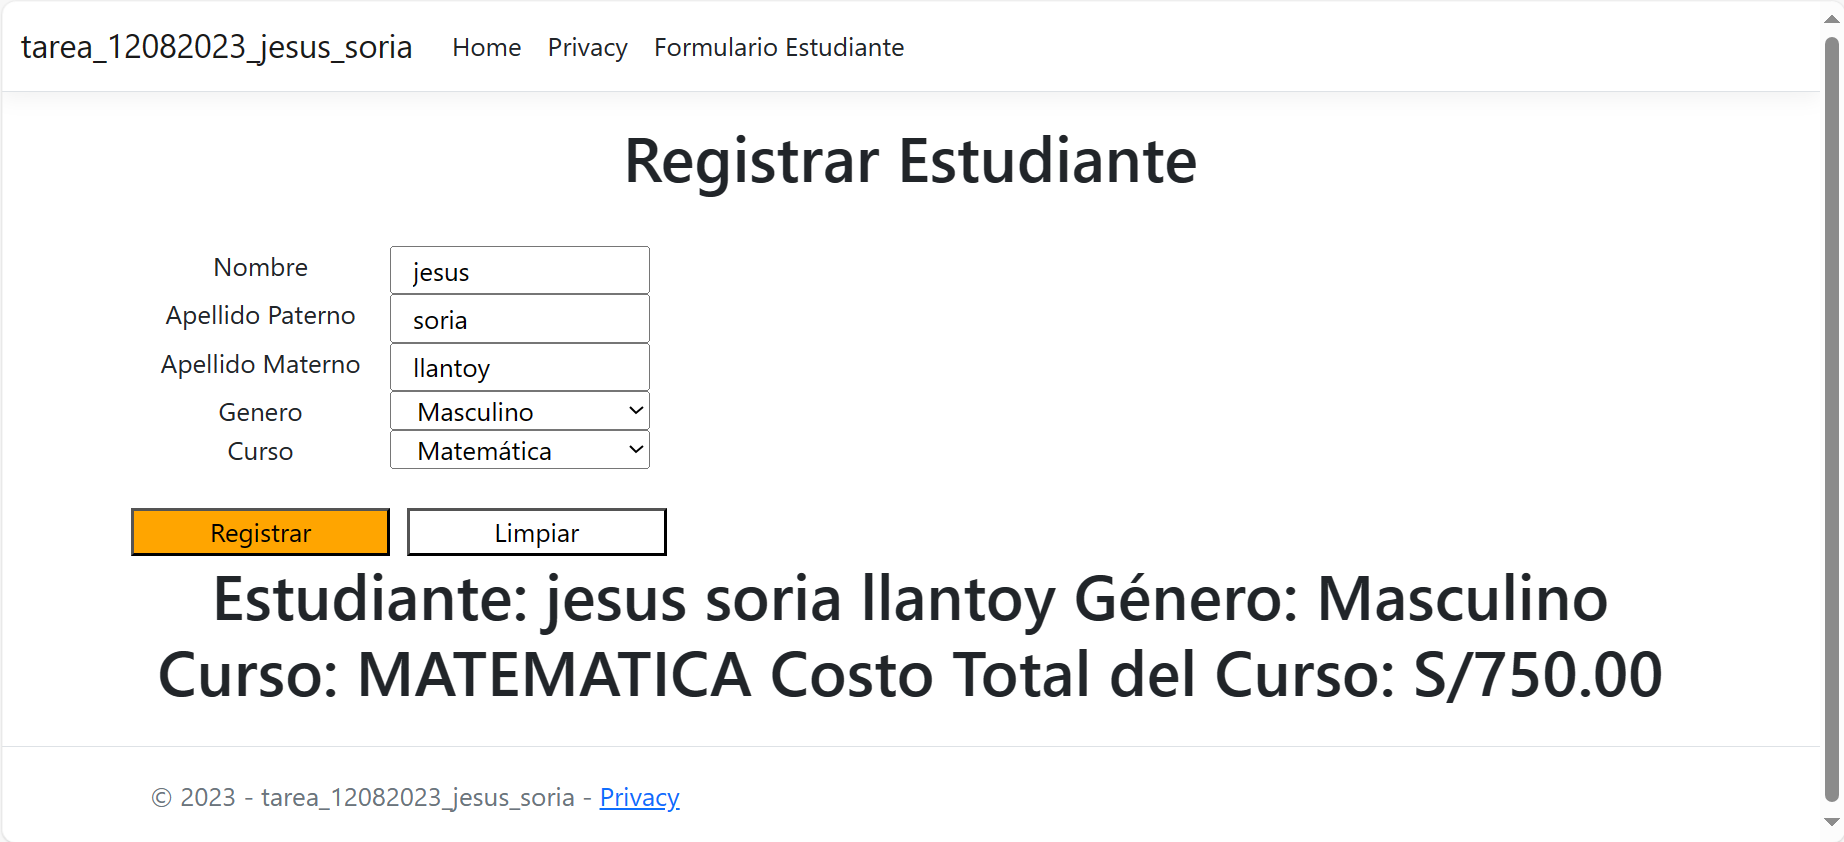 tarea_12082023_jesus_soria Home Privacy Formulario Estudiante
Registrar Estudiante
Nombre jesus
Apellido Paterno soria
Apellido Materno llantoy
Genero Masculino
Curso Matemática
Registrar Limpiar
Estudiante: jesus soria llantoy Género: Masculino
Curso: MATEMATICA Costo Total del Curso: S/750.00
© 2023 - tarea_12082023_jesus_soria - Privacy